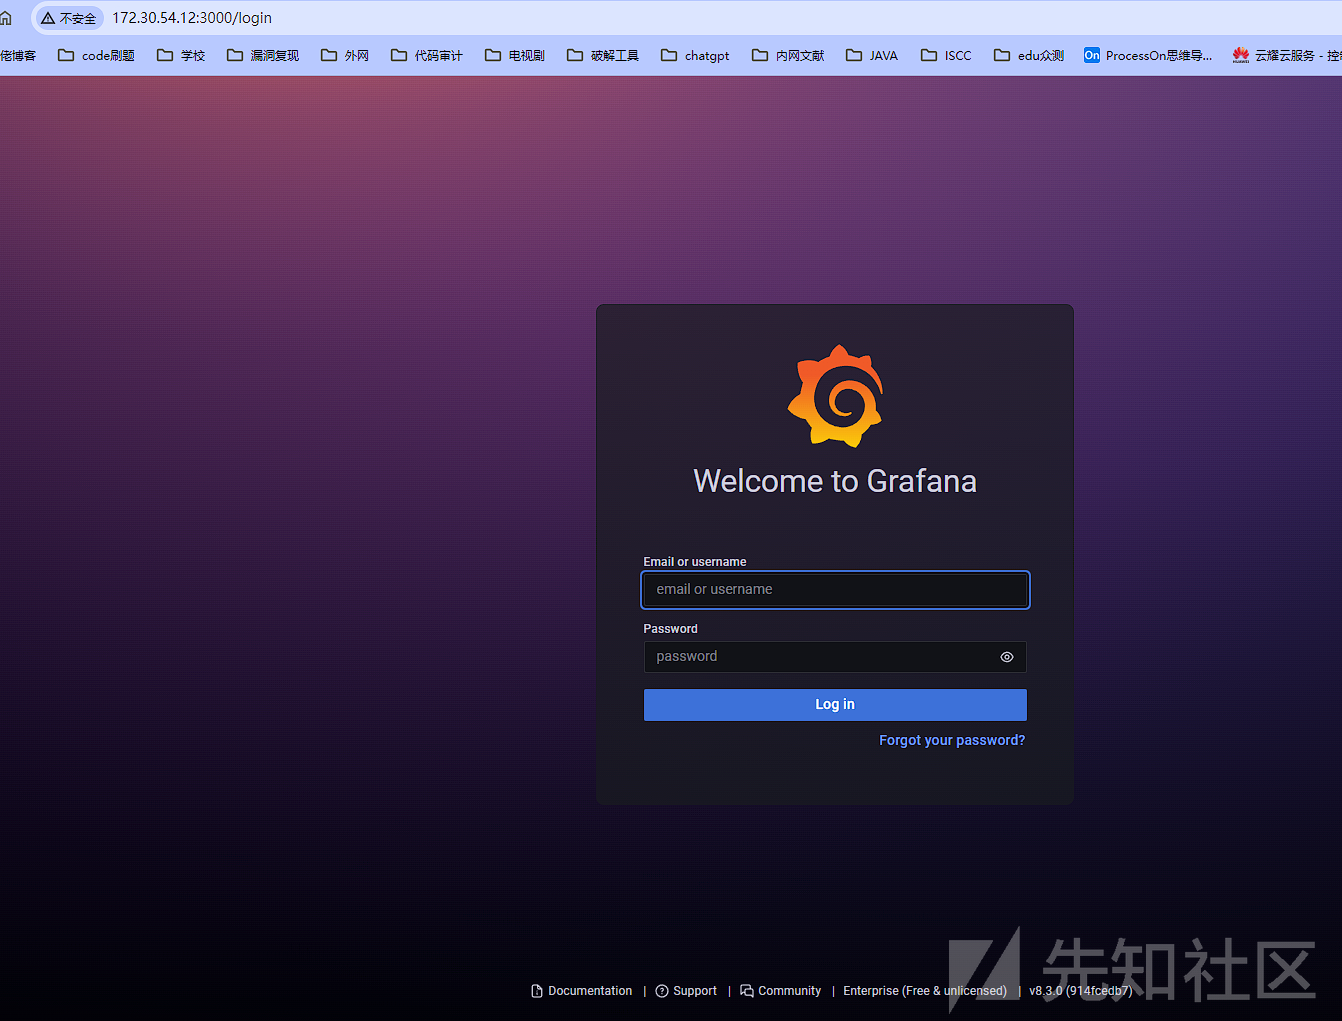 不安全 172.30.54.12:3000/login
佬博客 code刷题 学校 漏洞复现 外网 代码审计 电视剧 破解工具 chatgpt 内网文献 JAVA ISCC edu众测 On ProcessOn思维导... HUAWEI 云耀云服务 - 控制
Welcome to Grafana
Email or username
email or username
Password
password
Log in
Forgot your password?
先知社区
Documentation | Support | Community | Enterprise (Free & unlicensed) | v8.3.0 (914fcedb7)